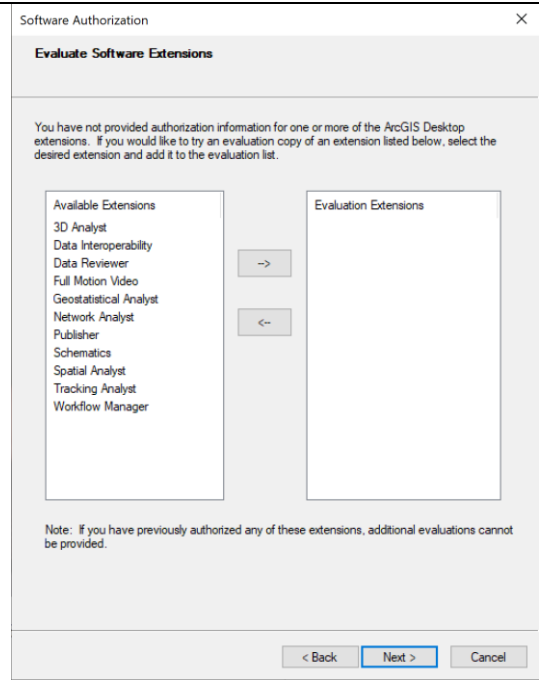 Software Authorization
Evaluate Software Extensions
You have not provided authorization information for one or more of the ArcGIS Desktop
extensions. If you would like to try an evaluation copy of an extension listed below, select the
desired extension and add it to the evaluation list.
Available Extensions
3D Analyst
Data Interoperability
Data Reviewer
Full Motion Video
Geostatistical Analyst
Network Analyst
Publisher
Schematics
Spatial Analyst
Tracking Analyst
Workflow Manager
-->
<--
Evaluation Extensions
Note: If you have previously authorized any of these extensions, additional evaluations cannot
be provided.
< Back Next > Cancel